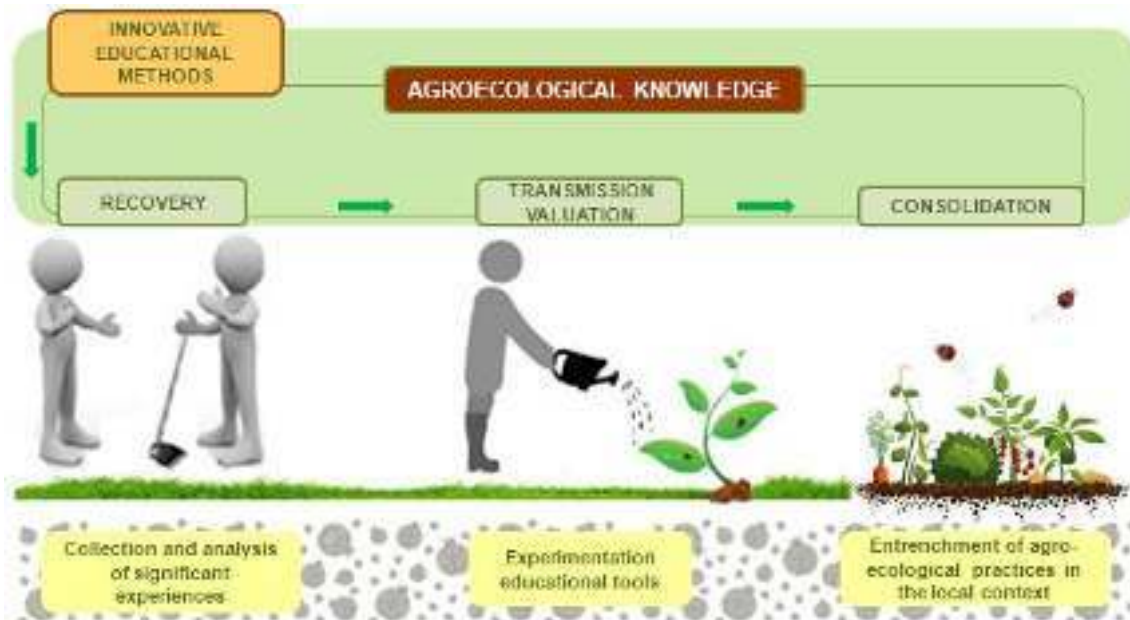 INNOVATIVE
EDUCATIONAL
METHODS
AGROECOLOGICAL KNOWLEDGE
RECOVERY
TRANSMISSION
VALUATION
CONSOLIDATION
Collection and analysis
of significant
experiences
Experimentation
educational tools
Entrenchment of agro-
ecological practices in
the local context